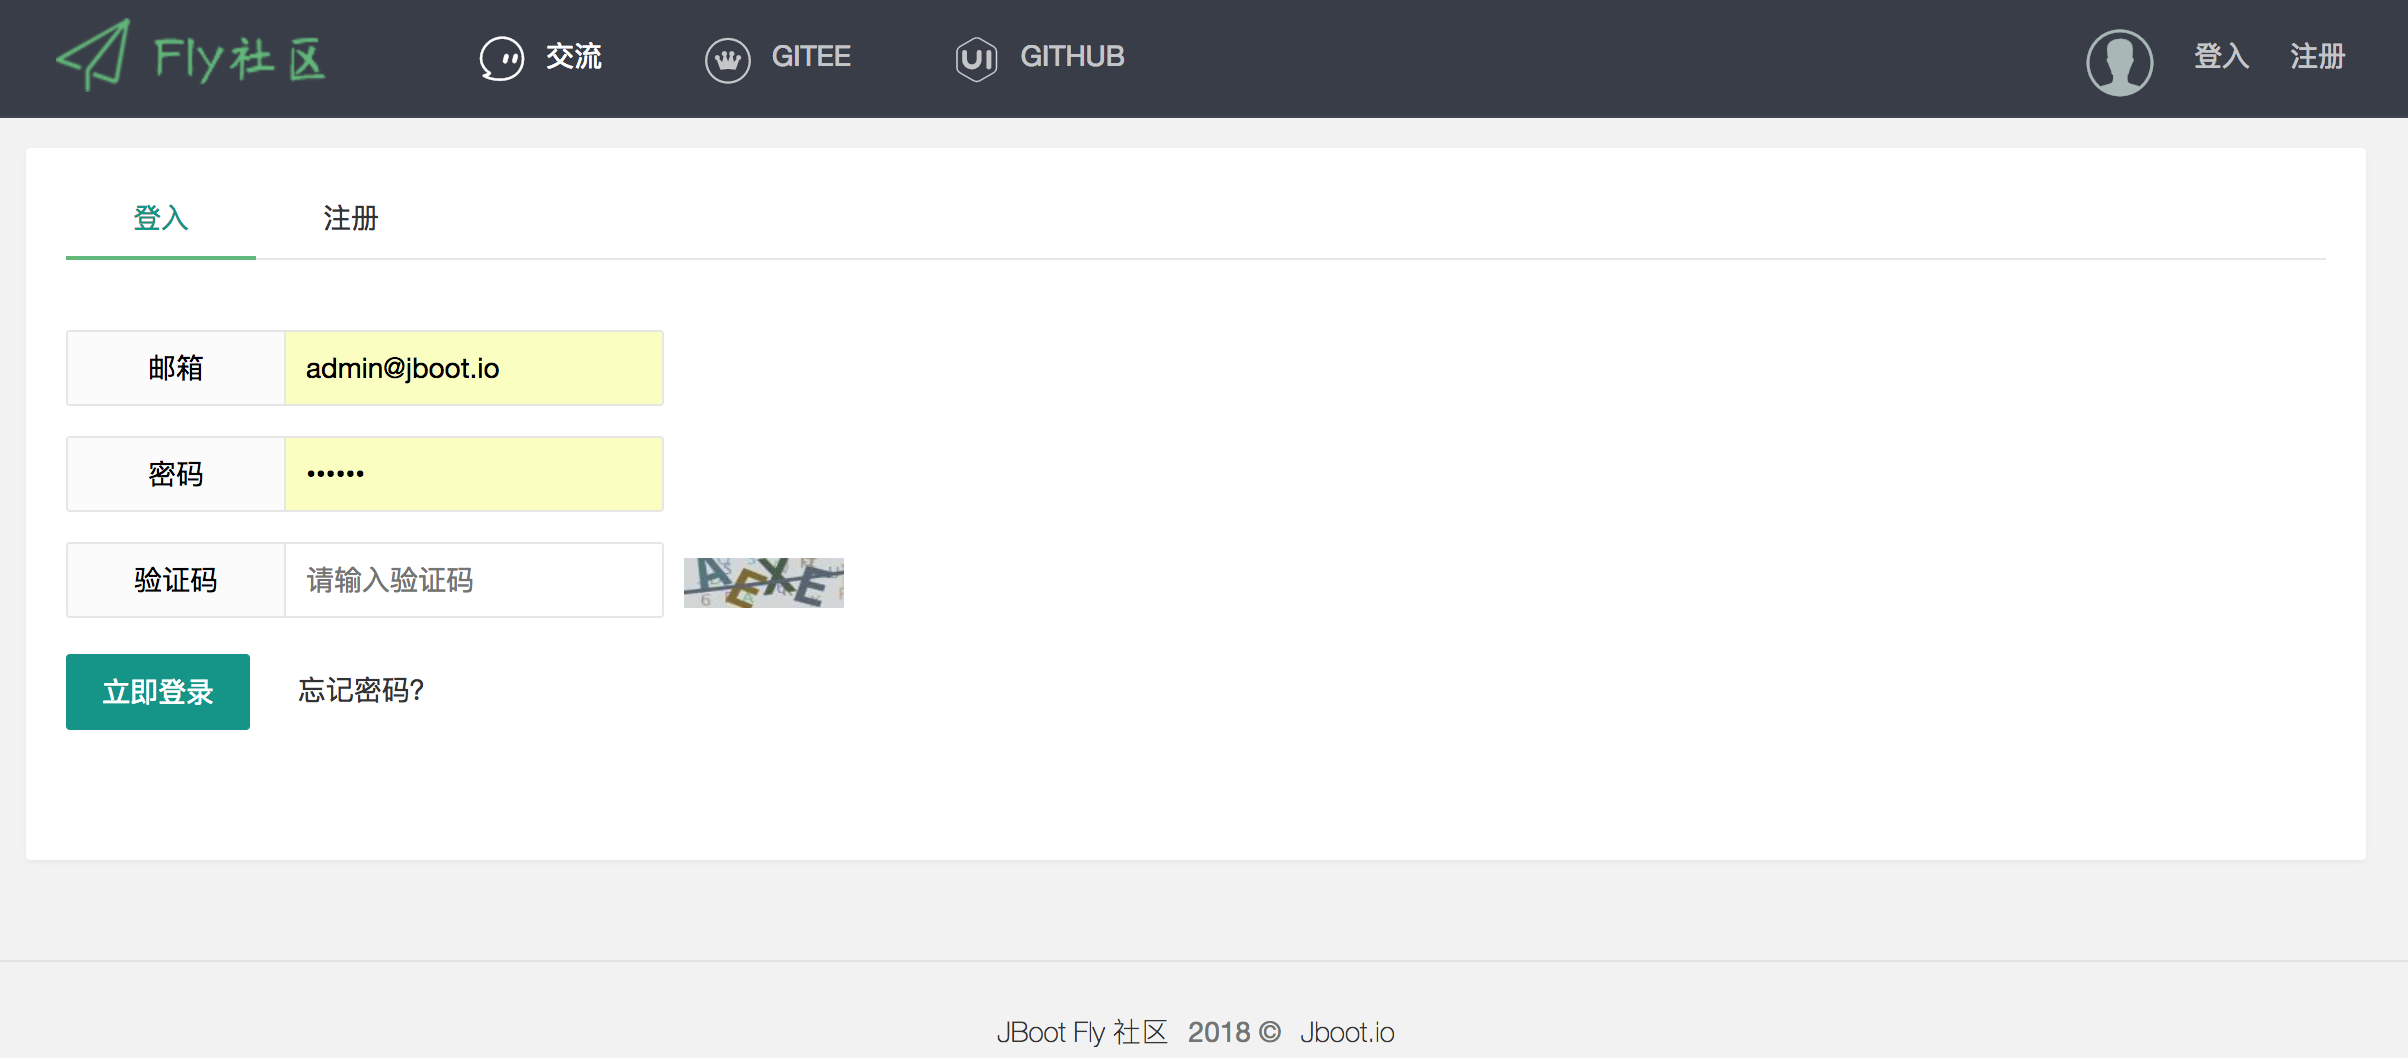 Fly社区 交流 GITEE UI GITHUB 登入 注册
登入 注册
邮箱 admin@jboot.io
密码 ••••••
验证码 请输入验证码 AEXE
立即登录 忘记密码?
JBoot Fly 社区 2018 © Jboot.io